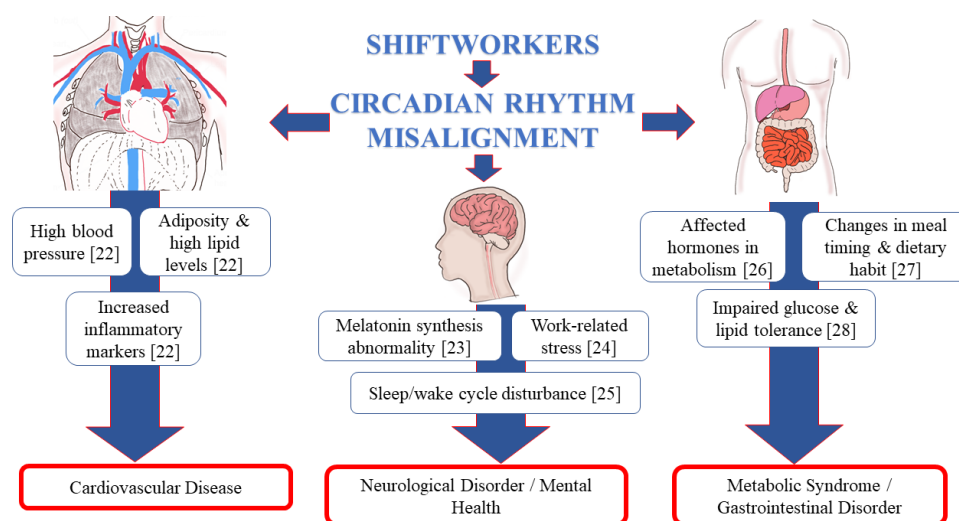 SHIFTWORKERS
CIRCADIAN RHYTHM
MISALIGNMENT
High blood
pressure [22]
Adiposity &
high lipid
levels [22]
Increased
inflammatory
markers [22]
Cardiovascular Disease
Melatonin synthesis
abnormality [23]
Work-related
stress [24]
Sleep/wake cycle disturbance [25]
Neurological Disorder / Mental
Health
Affected
hormones in
metabolism [26]
Changes in meal
timing & dietary
habit [27]
Impaired glucose &
lipid tolerance [28]
Metabolic Syndrome /
Gastrointestinal Disorder